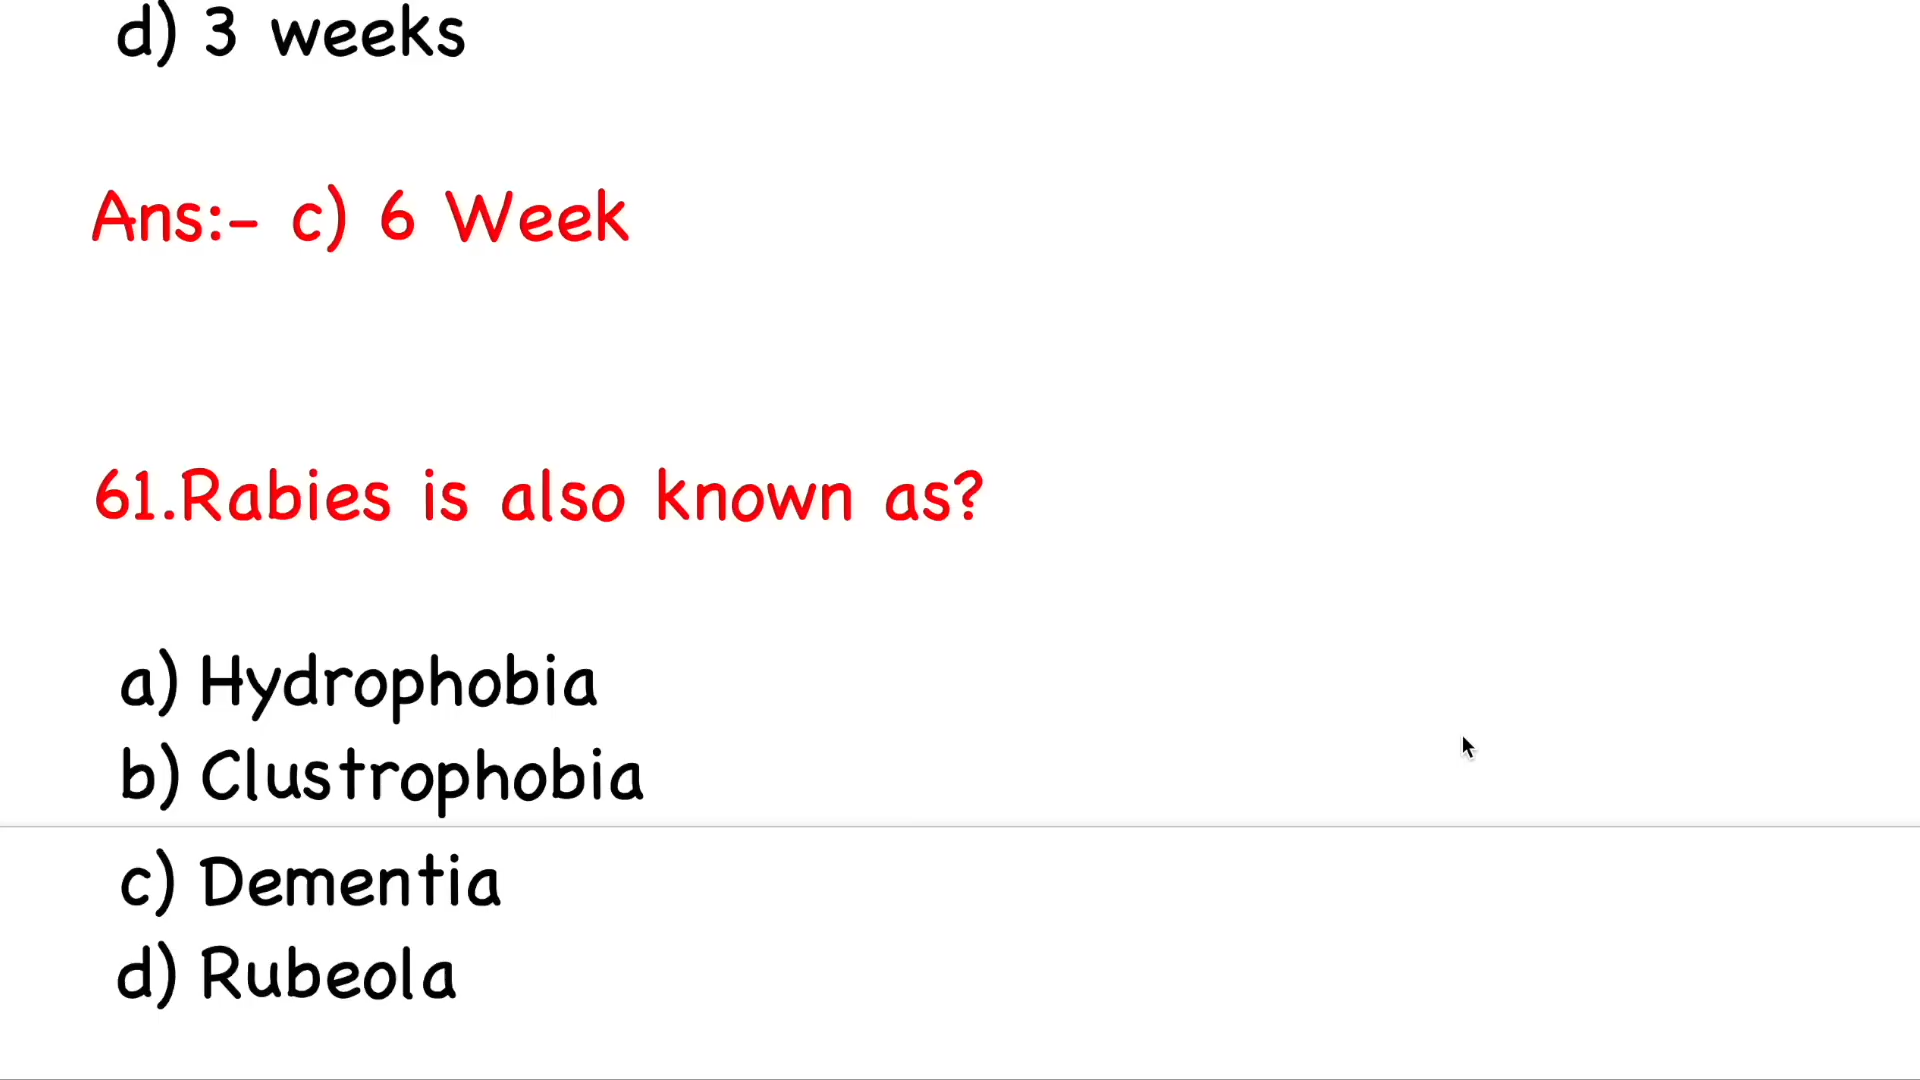 d) 3 weeks
Ans:- c) 6 Week
61.Rabies is also known as?
a) Hydrophobia
b) Clustrophobia
c) Dementia
d) Rubeola